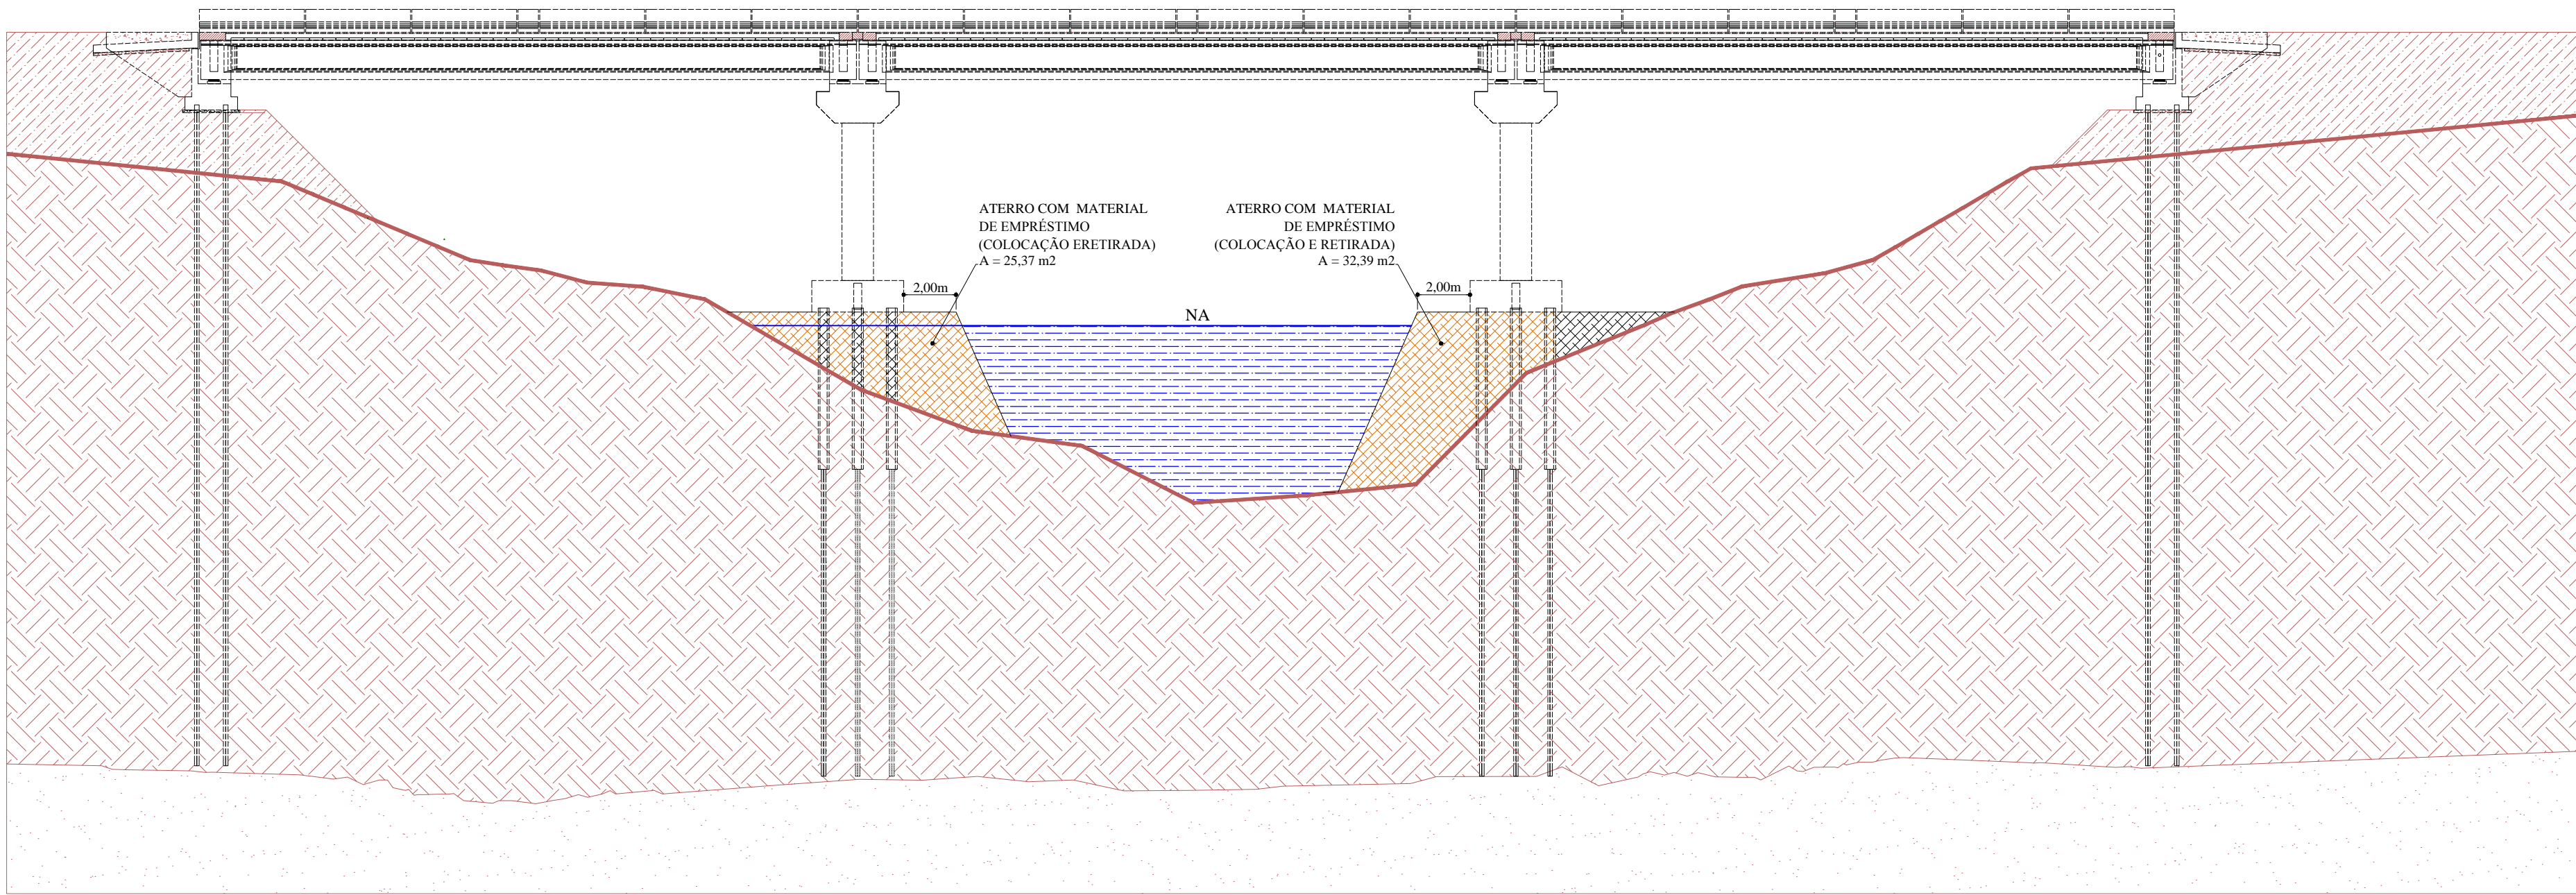 ATERRO COM MATERIAL
DE EMPRÉSTIMO
(COLOCAÇÃO ERETIRADA)
A = 25,37 m2
ATERRO COM MATERIAL
DE EMPRÉSTIMO
(COLOCAÇÃO E RETIRADA)
A = 32,39 m2
2,00m
2,00m
NA